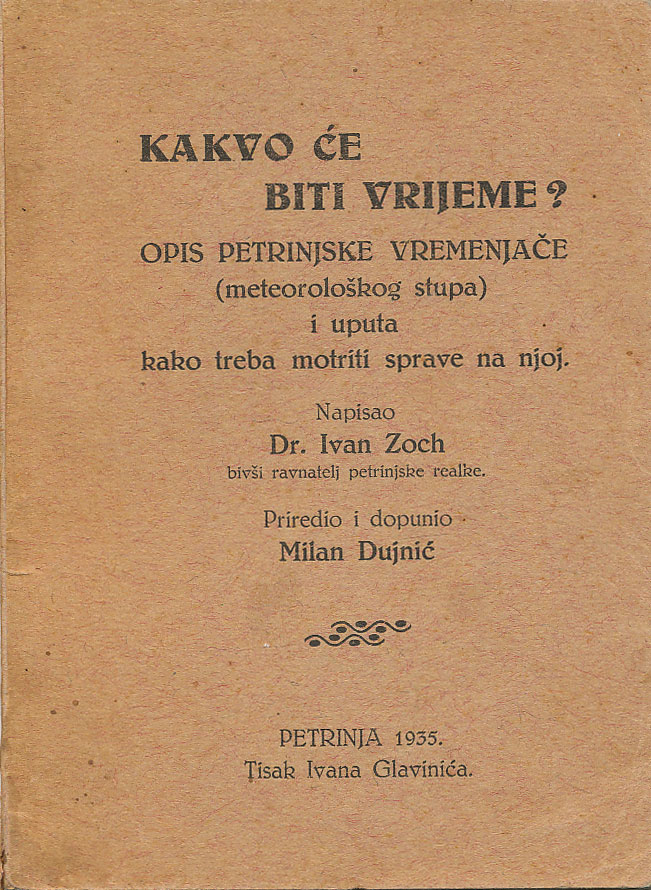 KAKVO ĆE
BITI VRIJEME?
OPIS PETRINJSKE VREMENJAČE
(meteorološkog stupa)
i uputa
kako treba motriti sprave na njoj.
Napisao
Dr. Ivan Zoch
bivši ravnatelj petrinjske realke.
Priredio i dopunio
Milan Dujnić
PETRINJA 1935.
Tisak Ivana Glavinića.